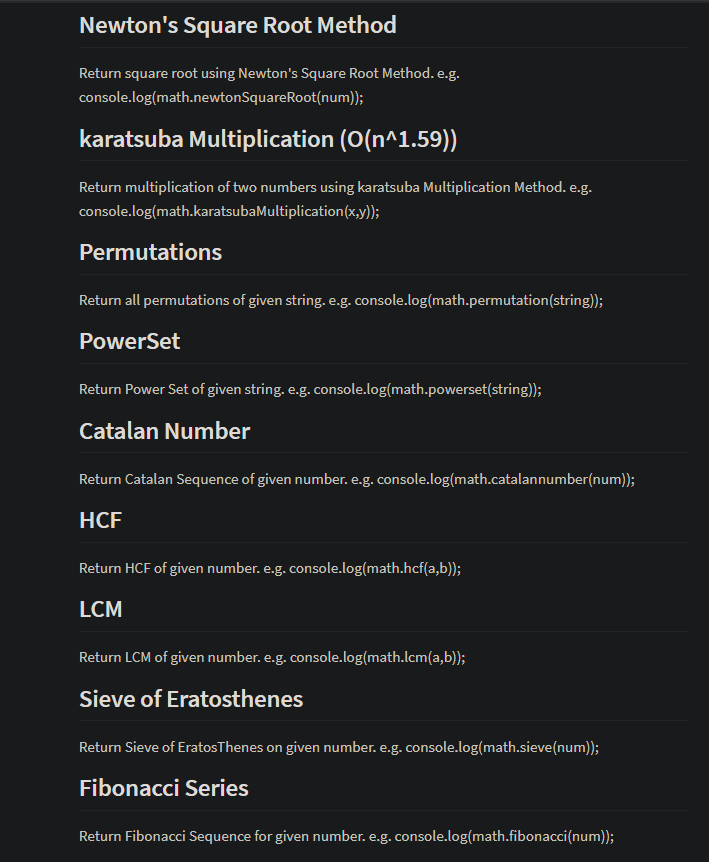 Newton's Square Root Method
Return square root using Newton's Square Root Method. e.g.
console.log(math.newtonSquareRoot(num));
karatsuba Multiplication (O(n^1.59))
Return multiplication of two numbers using karatsuba Multiplication Method. e.g.
console.log(math.karatsubaMultiplication(x,y));
Permutations
Return all permutations of given string. e.g. console.log(math.permutation(string));
PowerSet
Return Power Set of given string. e.g. console.log(math.powerset(string));
Catalan Number
Return Catalan Sequence of given number. e.g. console.log(math.catalannumber(num));
HCF
Return HCF of given number. e.g. console.log(math.hcf(a,b));
LCM
Return LCM of given number. e.g. console.log(math.lcm(a,b));
Sieve of Eratosthenes
Return Sieve of EratosThenes on given number. e.g. console.log(math.sieve(num));
Fibonacci Series
Return Fibonacci Sequence for given number. e.g. console.log(math.fibonacci(num));